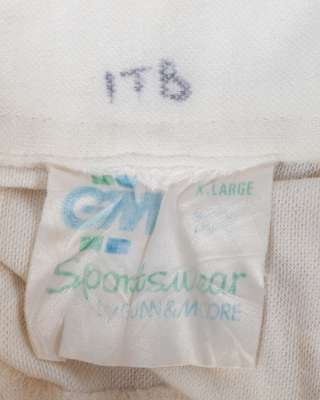 ITB
GM
X.LARGE
Sportswear
by GUNN & MOORE